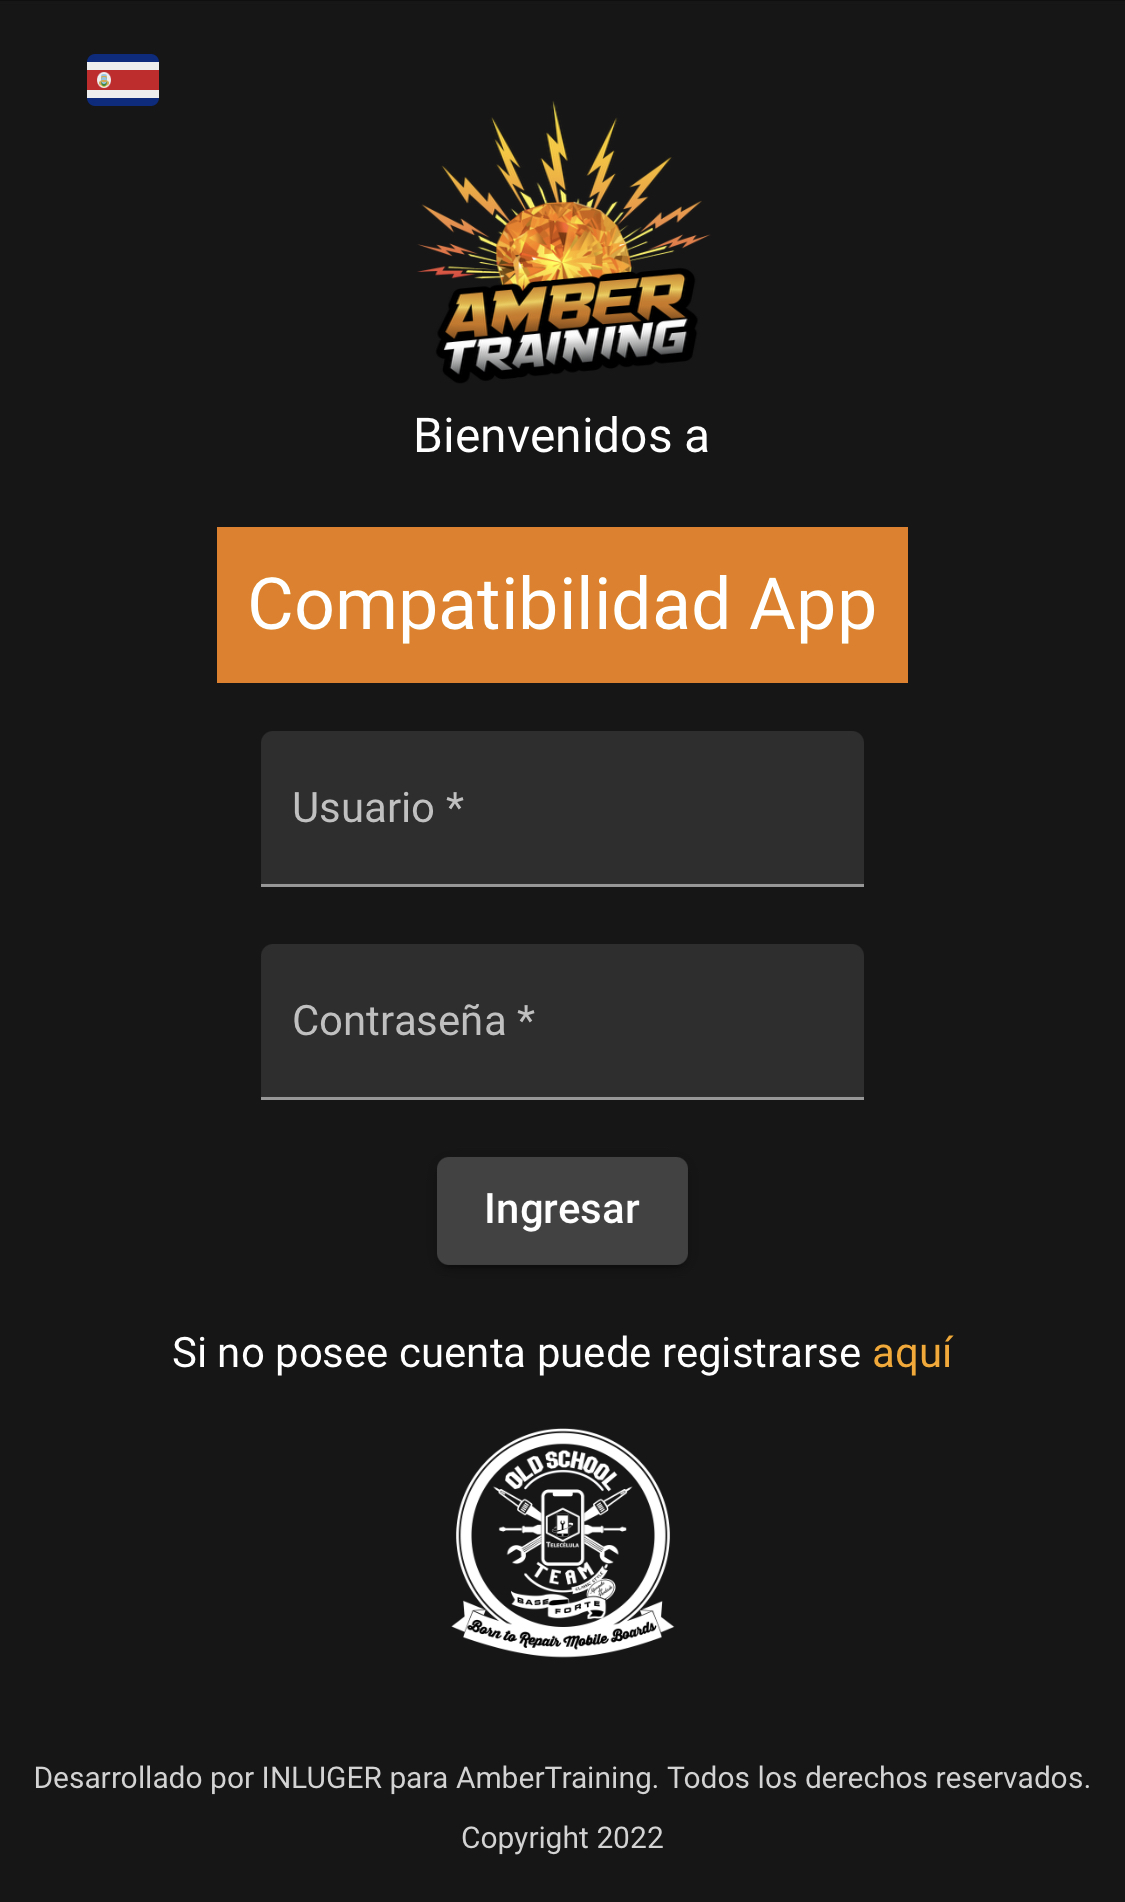 AMBER
TRAINING
Bienvenidos a
Compatibilidad App
Usuario *
Contraseña *
Ingresar
Si no posee cuenta puede registrarse aquí
OLD SCHOOL
TELECÉLULA
TEAM
BASE FORTE
Born to Repair Mobile Boards
Desarrollado por INLUGER para AmberTraining. Todos los derechos reservados.
Copyright 2022